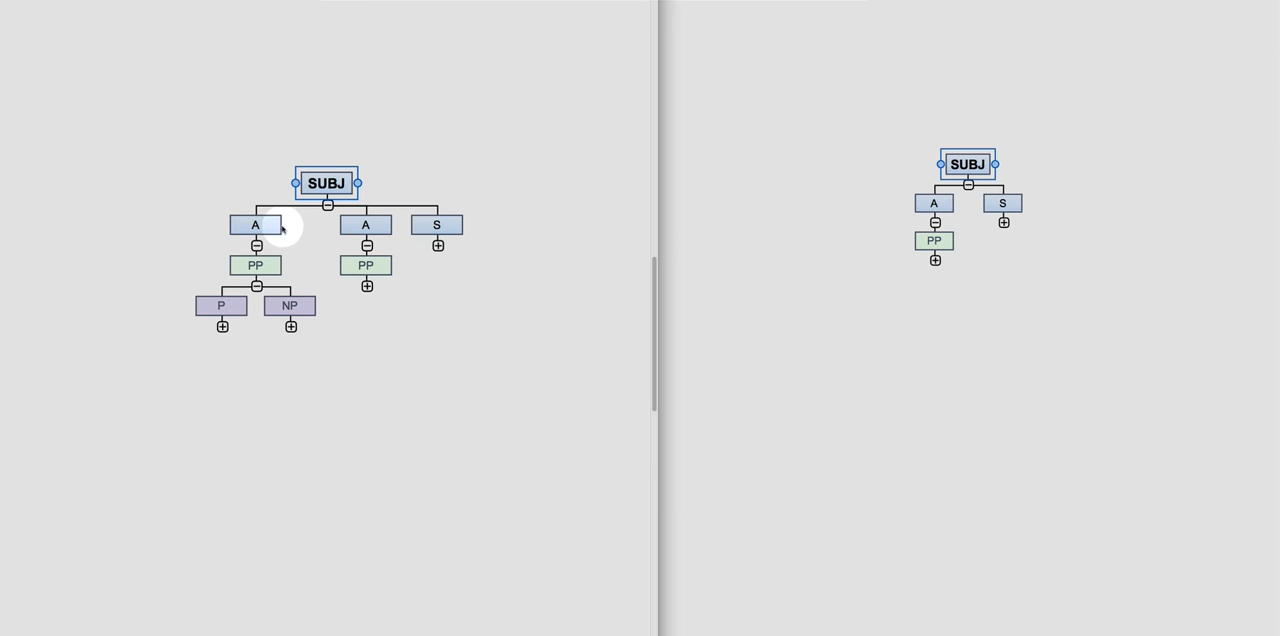 SUBJ
A A S
PP PP
P NP
SUBJ
A S
PP